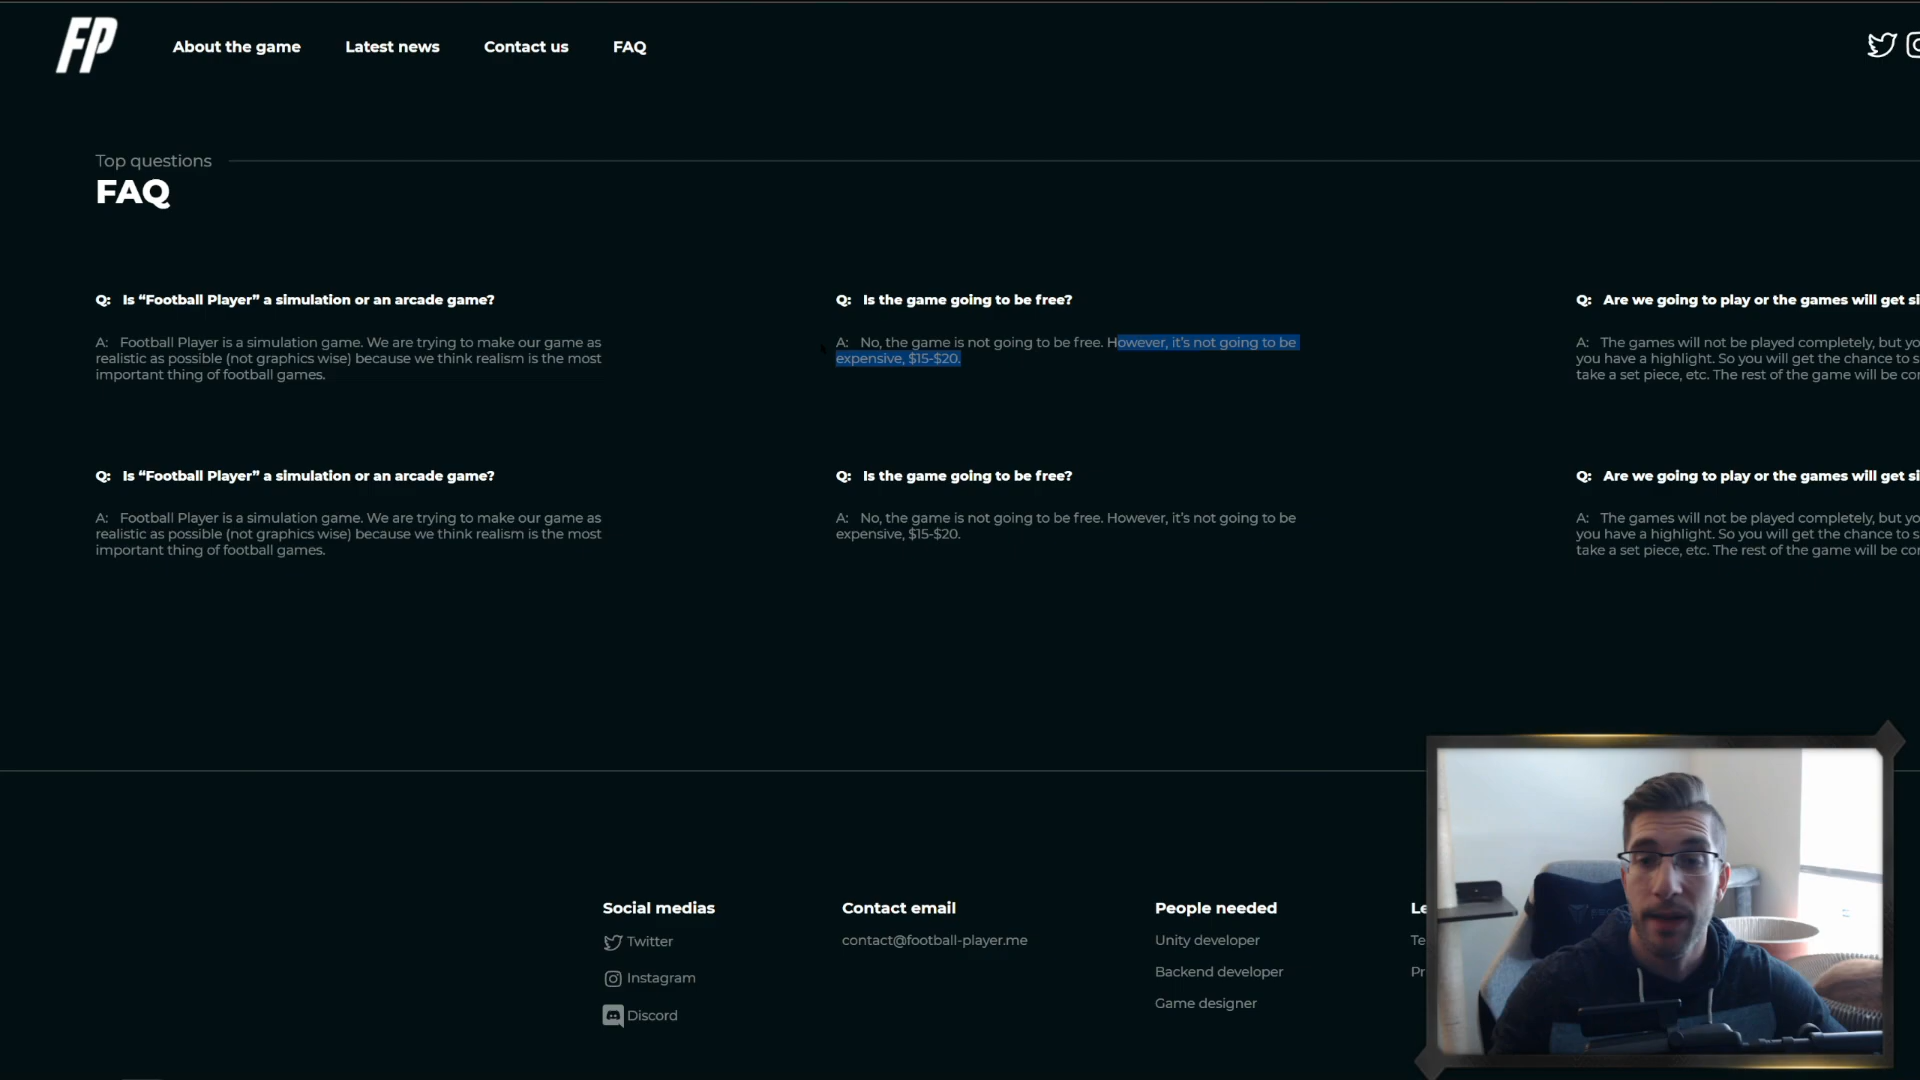 FP
About the game
Latest news
Contact us
FAQ
Top questions
FAQ
Q: Is “Football Player” a simulation or an arcade game?
A: Football Player is a simulation game. We are trying to make our game as
realistic as possible (not graphics wise) because we think realism is the most
important thing of football games.
Q: Is the game going to be free?
A: No, the game is not going to be free. However, it’s not going to be
expensive, $15-$20.
Q: Are we going to play or the games will get si
A: The games will not be played completely, but yo
you have a highlight. So you will get the chance to s
take a set piece, etc. The rest of the game will be co
Q: Is “Football Player” a simulation or an arcade game?
A: Football Player is a simulation game. We are trying to make our game as
realistic as possible (not graphics wise) because we think realism is the most
important thing of football games.
Q: Is the game going to be free?
A: No, the game is not going to be free. However, it’s not going to be
expensive, $15-$20.
Q: Are we going to play or the games will get si
A: The games will not be played completely, but yo
you have a highlight. So you will get the chance to s
take a set piece, etc. The rest of the game will be co
Social medias
Twitter
Instagram
Discord
Contact email
contact@football-player.me
People needed
Unity developer
Backend developer
Game designer
Le
Te
Pr